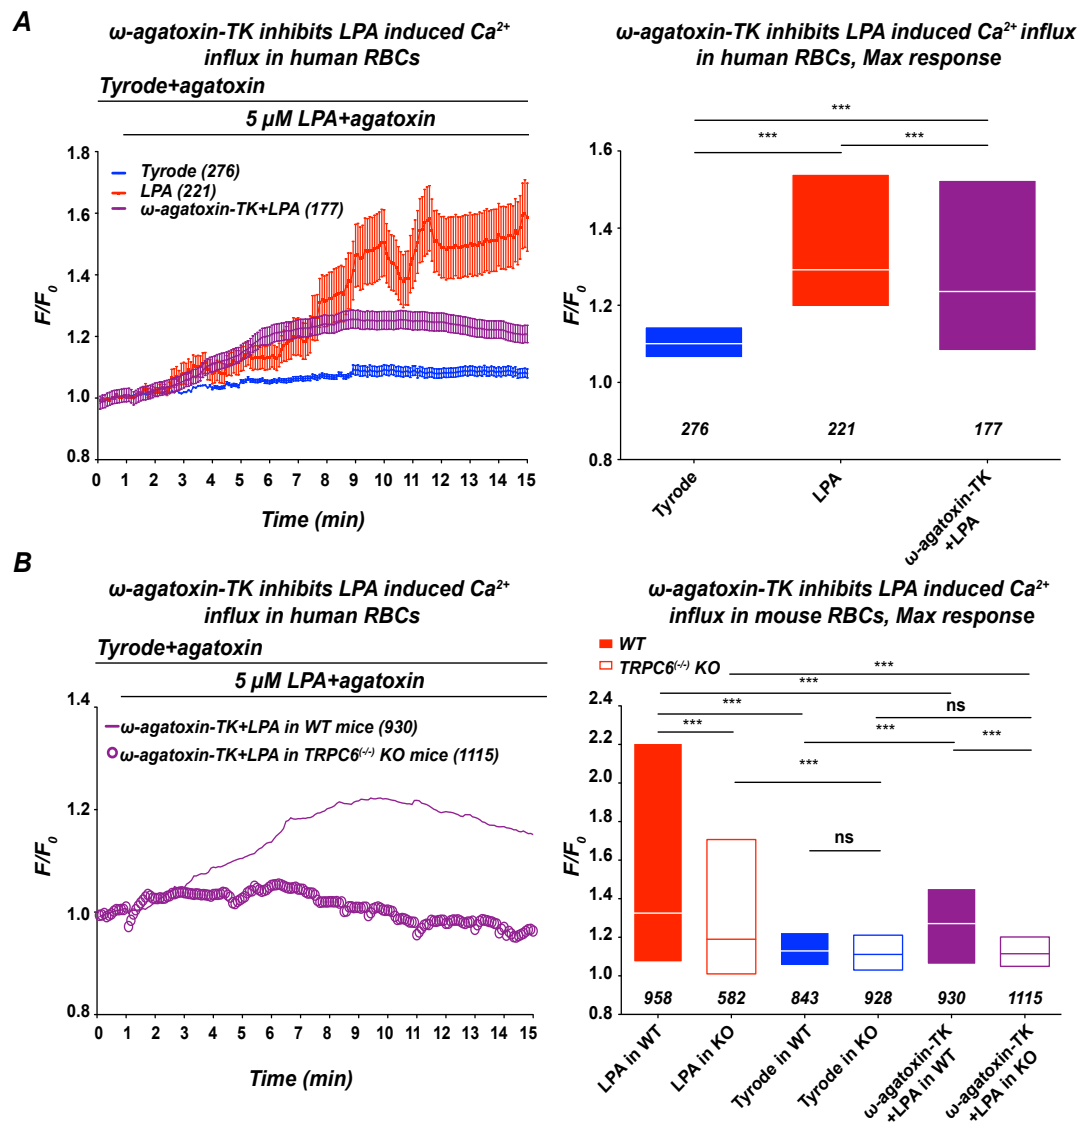 A
ω-agatoxin-TK inhibits LPA induced Ca²⁺
influx in human RBCs
Tyrode+agatoxin
5 µM LPA+agatoxin
1.8
1.6
1.4
1.2
1.0
0.8
F/F₀
Tyrode (276)
LPA (221)
ω-agatoxin-TK+LPA (177)
0 1 2 3 4 5 6 7 8 9 10 11 12 13 14 15
Time (min)
ω-agatoxin-TK inhibits LPA induced Ca²⁺ influx
in human RBCs, Max response
***
*** ***
1.6
1.4
1.2
1.0
0.8
F/F₀
276 221 177
Tyrode
LPA
ω-agatoxin-TK
+LPA
B
ω-agatoxin-TK inhibits LPA induced Ca²⁺
influx in human RBCs
Tyrode+agatoxin
5 µM LPA+agatoxin
ω-agatoxin-TK+LPA in WT mice (930)
ω-agatoxin-TK+LPA in TRPC6⁽⁻/⁻⁾ KO mice (1115)
1.4
1.2
1.0
0.8
F/F₀
0 1 2 3 4 5 6 7 8 9 10 11 12 13 14 15
Time (min)
ω-agatoxin-TK inhibits LPA induced Ca²⁺
influx in mouse RBCs, Max response
WT
TRPC6⁽⁻/⁻⁾ KO
***
***
*** ns
*** *** ***
***
ns
2.4
2.2
2.0
1.8
1.6
1.4
1.2
1.0
0.8
F/F₀
958 582 843 928 930 1115
LPA in WT
LPA in KO
Tyrode in WT
Tyrode in KO
ω-agatoxin-TK
+LPA in WT
ω-agatoxin-TK
+LPA in KO